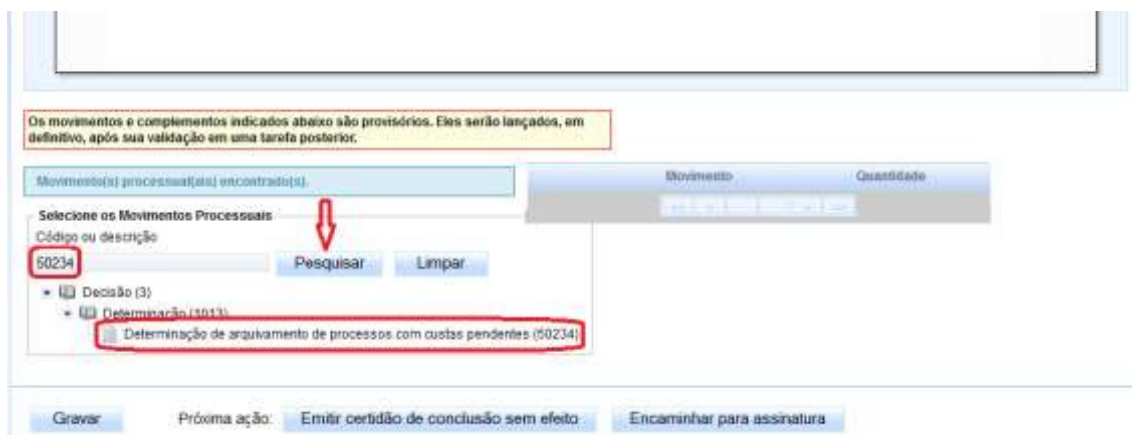 Os movimentos e complementos indicados abaixo são provisórios. Eles serão lançados, em
definitivo, após sua validação em uma tarefa posterior.
Movimento(s) processual(ais) encontrado(s).
Movimento Quantidade
Selecione os Movimentos Processuais
Código ou descrição
50234 Pesquisar Limpar
Decisão (3)
Determinação (1013)
Determinação de arquivamento de processos com custas pendentes (50234)
Gravar Próxima ação: Emitir certidão de conclusão sem efeito Encaminhar para assinatura